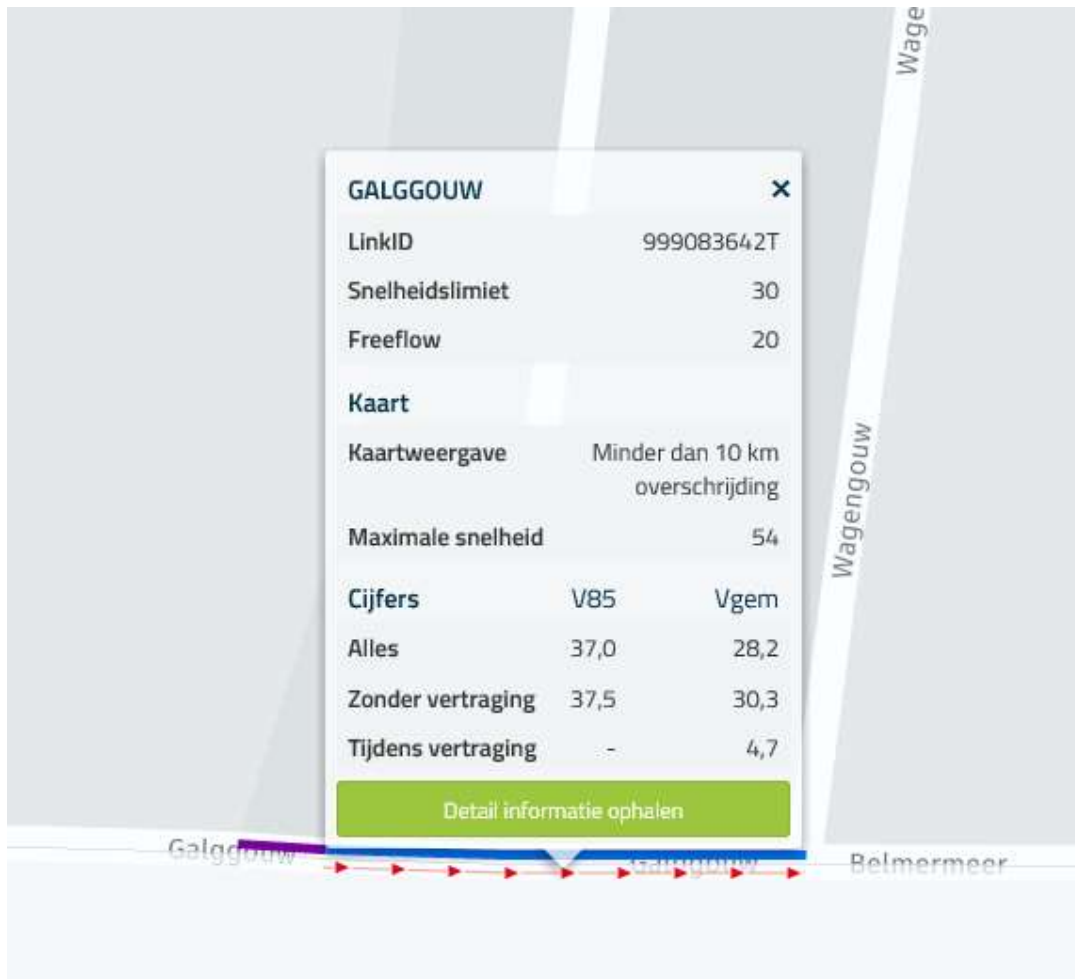 Wage
GALGGOUW ✕
LinkID 999083642T
Snelheidslimiet 30
Freeflow 20
Kaart
Kaartweergave Minder dan 10 km
overschrijding
Maximale snelheid 54
Wagengouw
Cijfers V85 Vgem
Alles 37,0 28,2
Zonder vertraging 37,5 30,3
Tijdens vertraging - 4,7
Detail informatie ophalen
Galggouw Galggouw Belmermeer